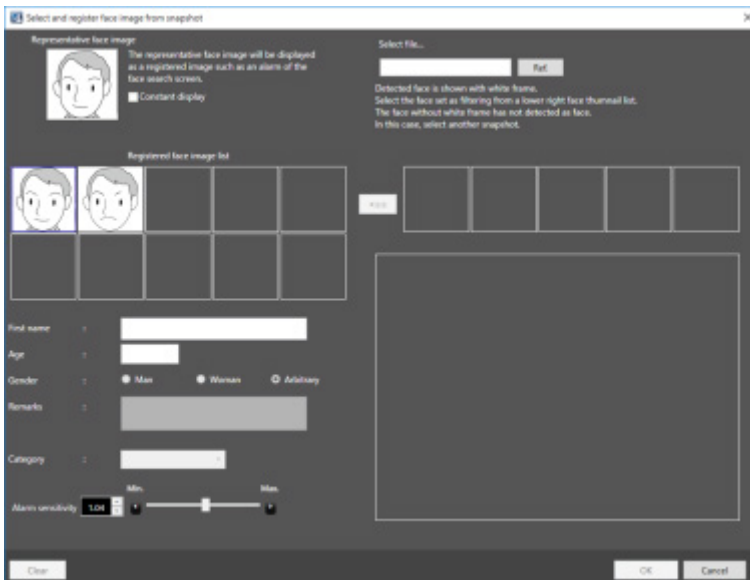 Select and register face image from snapshot
Representative face image
The representative face image will be displayed
as a registered image such as an alarm of the
face search screen.
Constant display
Select file...
Ref.
Detected face is shown with white frame.
Select the face set as filtering from a lower right face thumnail list.
The face without white frame has not detected as face.
In this case, select another snapshot.
Registered face image list
First name :
Age :
Gender : Man Woman Arbitrary
Remarks :
Category :
Min. Max.
Alarm sensitivity 1.04
Clear OK Cancel